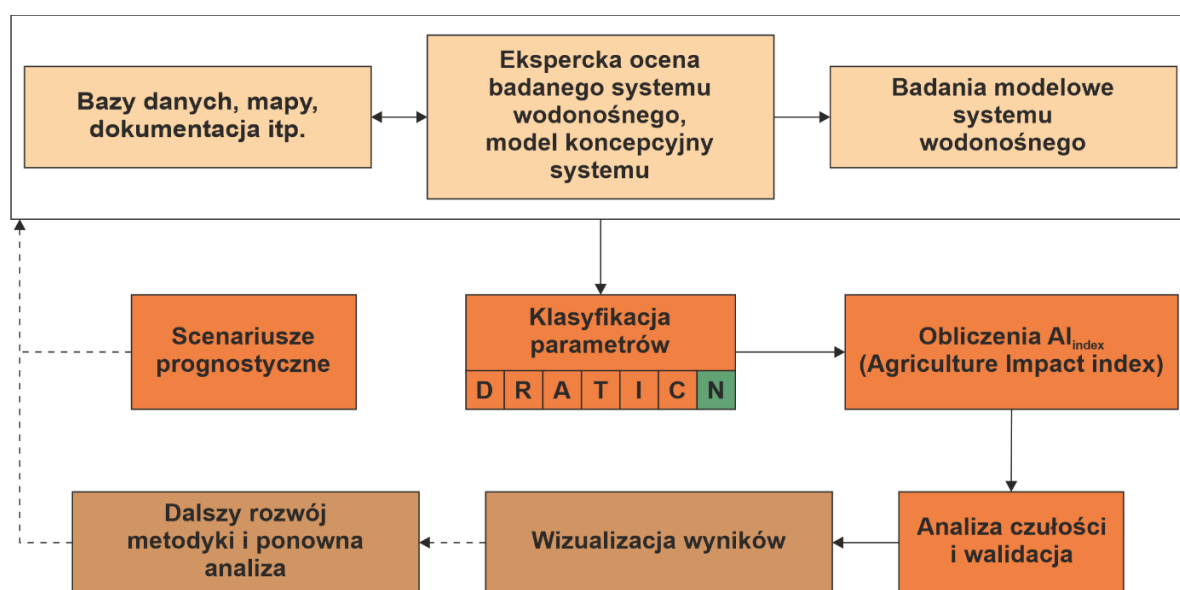 Bazy danych, mapy,
dokumentacja itp.
Ekspercka ocena
badanego systemu
wodonośnego,
model koncepcyjny
systemu
Badania modelowe
systemu
wodonośnego
Scenariusze
prognostyczne
Klasyfikacja
parametrów
D R A T I C N
Obliczenia AIindex
(Agriculture Impact index)
Dalszy rozwój
metodyki i ponowna
analiza
Wizualizacja wyników
Analiza czułości
i walidacja